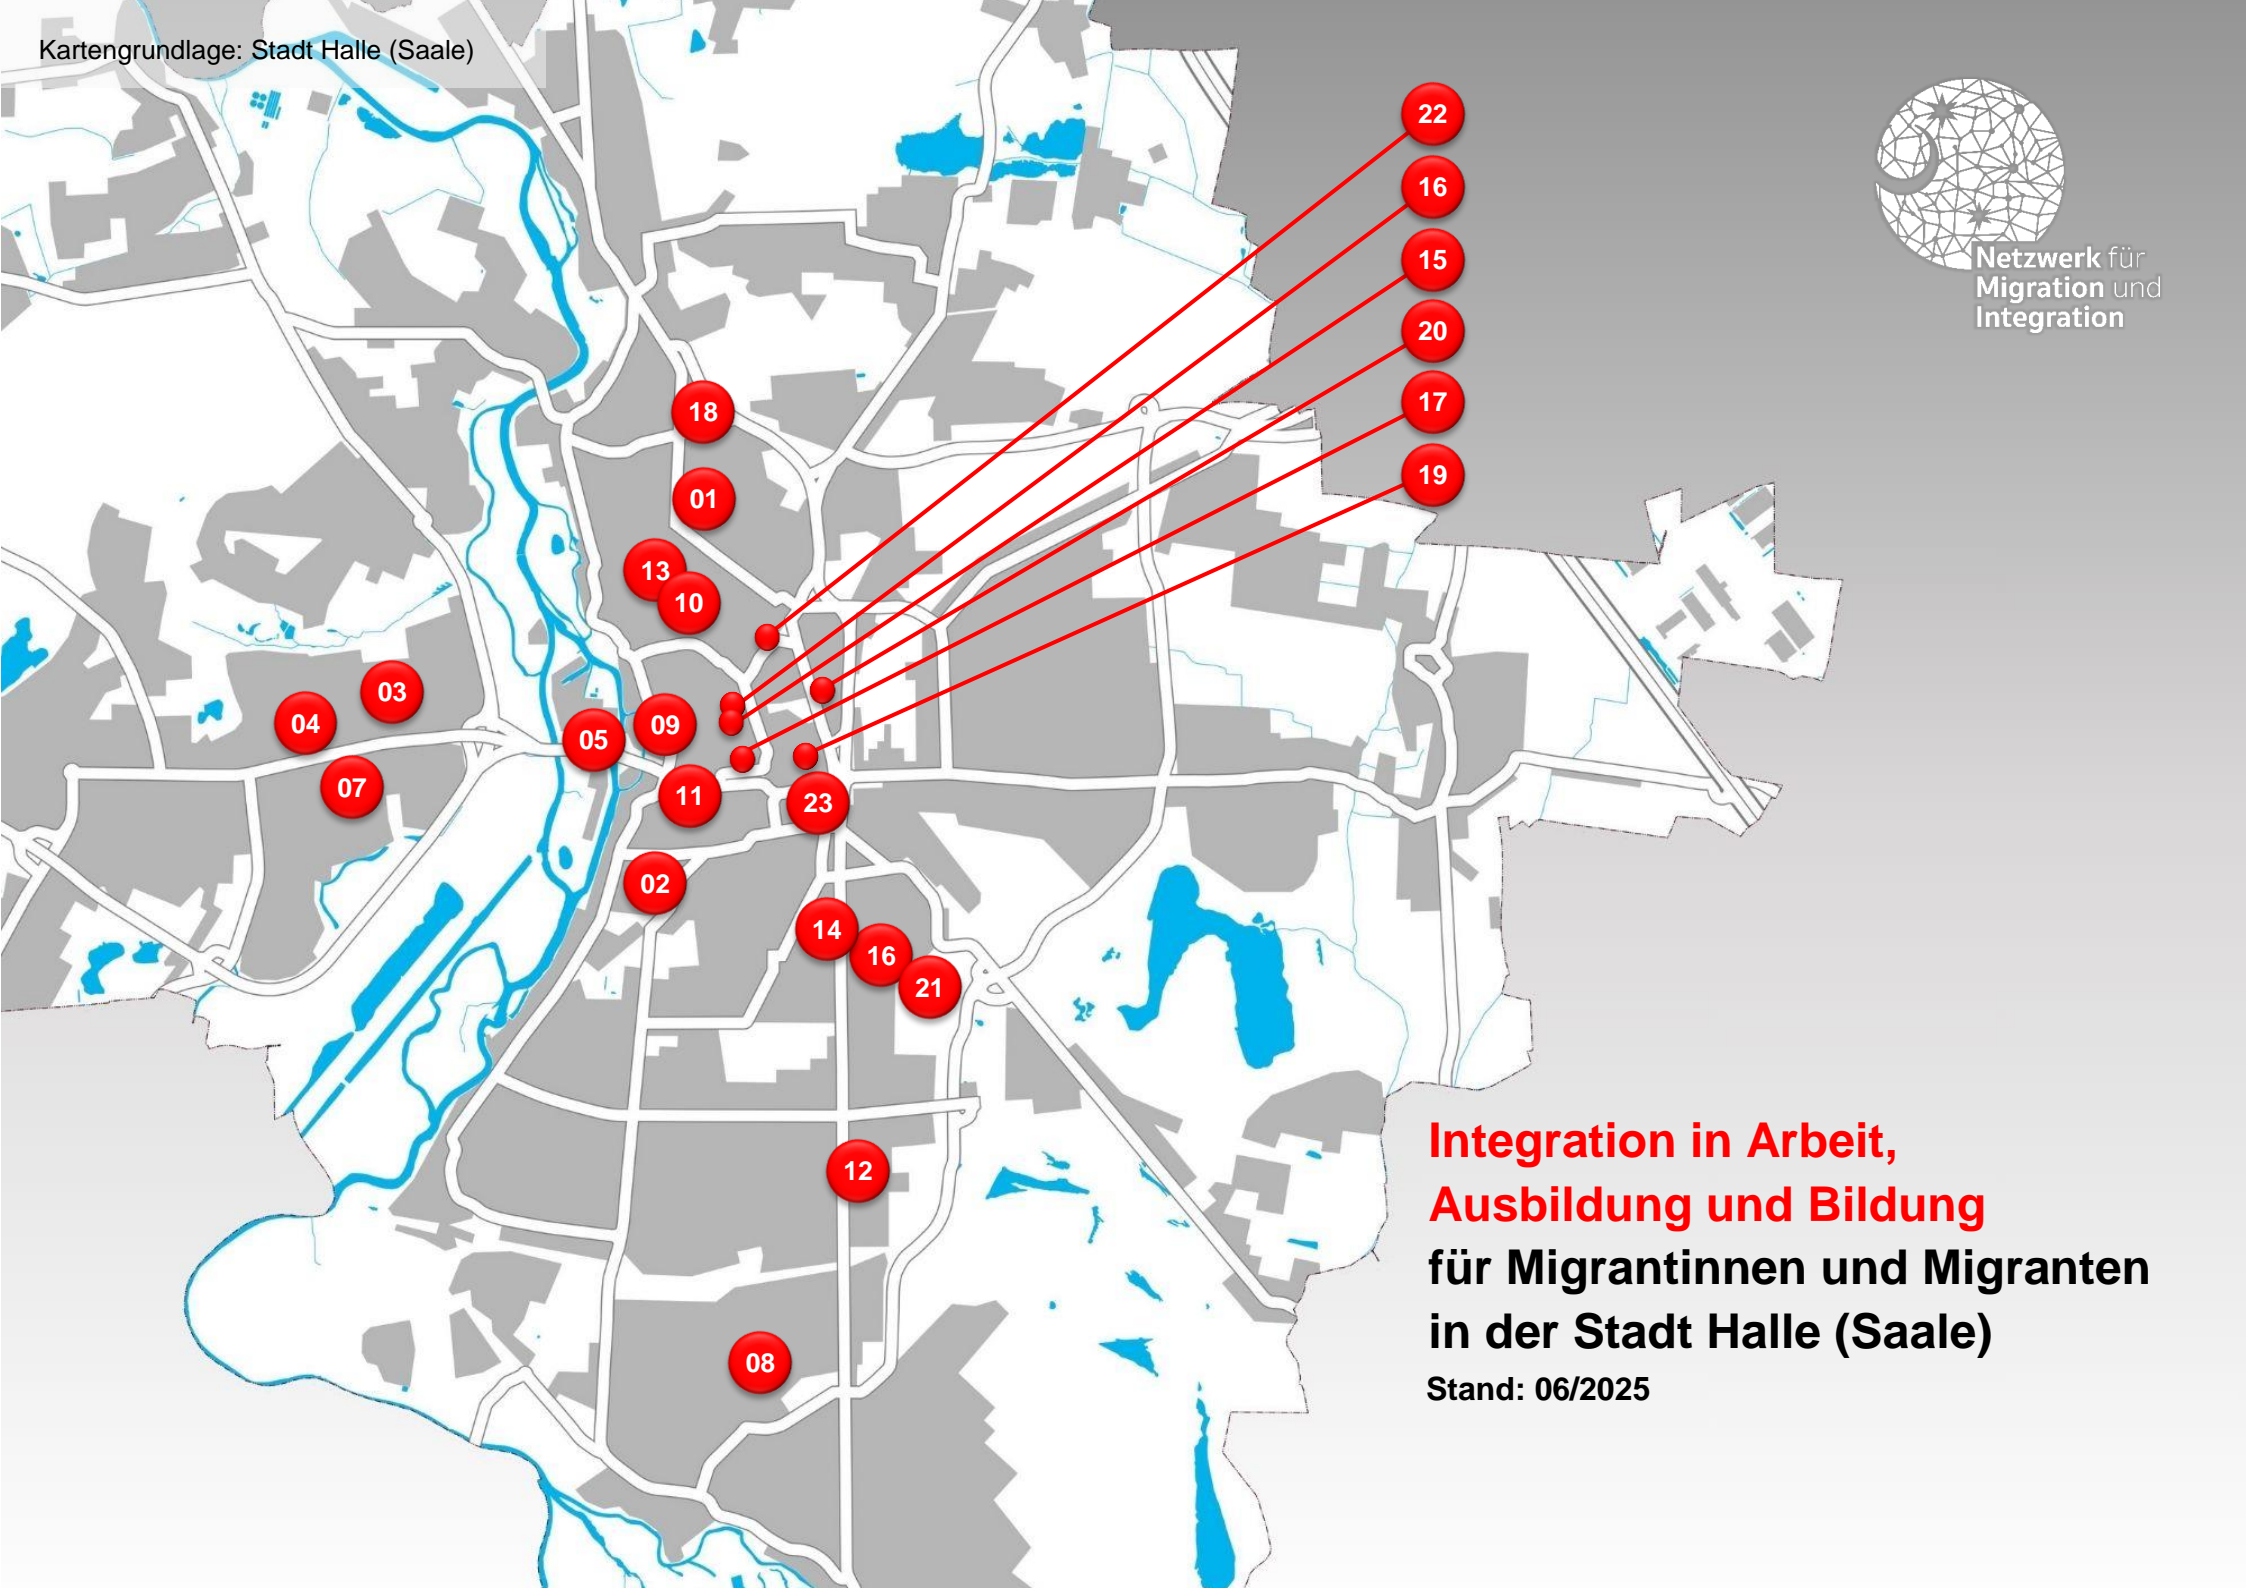 Kartengrundlage: Stadt Halle (Saale)
22
16
15
20
17
19
Netzwerk für
Migration und
Integration
18
01
13
10
03
04
09
05
07
11
23
02
14
16
21
12
08
Integration in Arbeit,
Ausbildung und Bildung
für Migrantinnen und Migranten
in der Stadt Halle (Saale)
Stand: 06/2025